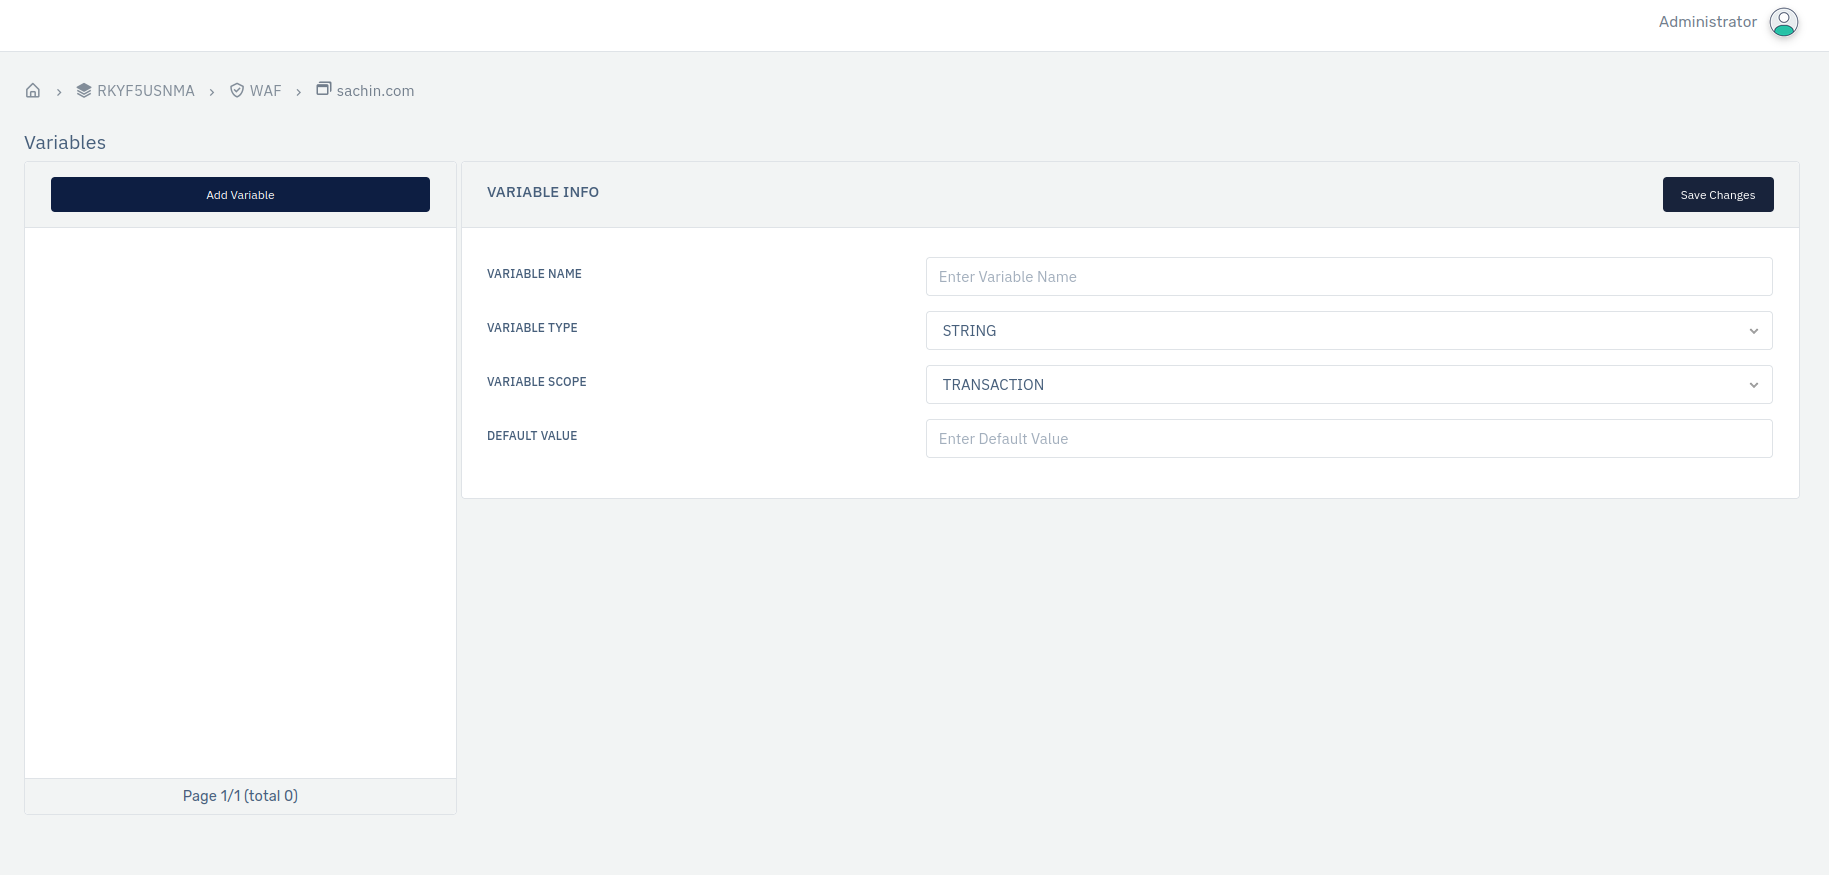 Administrator
RKYF5USNMA › WAF › sachin.com
Variables
Add Variable
VARIABLE INFO
Save Changes
VARIABLE NAME
Enter Variable Name
VARIABLE TYPE
STRING
VARIABLE SCOPE
TRANSACTION
DEFAULT VALUE
Enter Default Value
Page 1/1 (total 0)